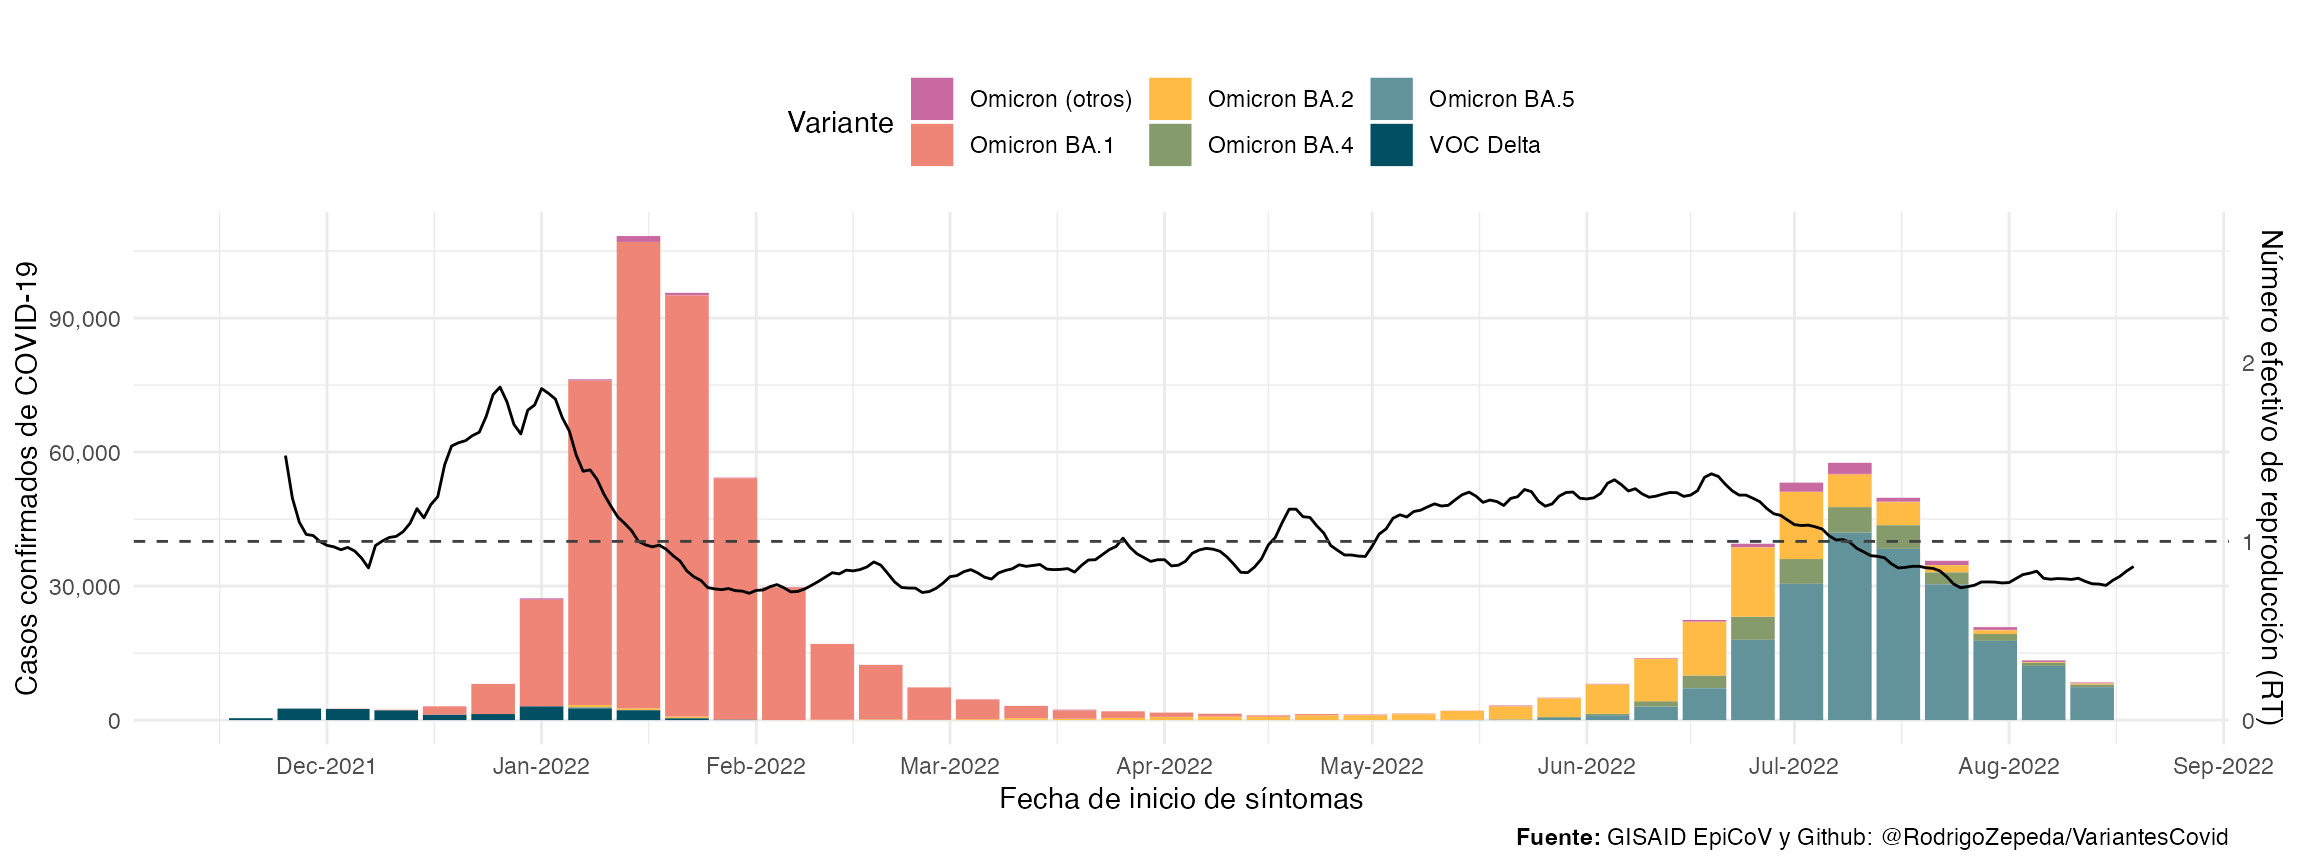 Variante
Omicron (otros)
Omicron BA.2
Omicron BA.5
Omicron BA.1
Omicron BA.4
VOC Delta
Casos confirmados de COVID-19
90,000
60,000
30,000
0
2
1
0
Número efectivo de reproducción (RT)
Dec-2021
Jan-2022
Feb-2022
Mar-2022
Apr-2022
May-2022
Jun-2022
Jul-2022
Aug-2022
Sep-2022
Fecha de inicio de síntomas
Fuente: GISAID EpiCoV y Github: @RodrigoZepeda/VariantesCovid